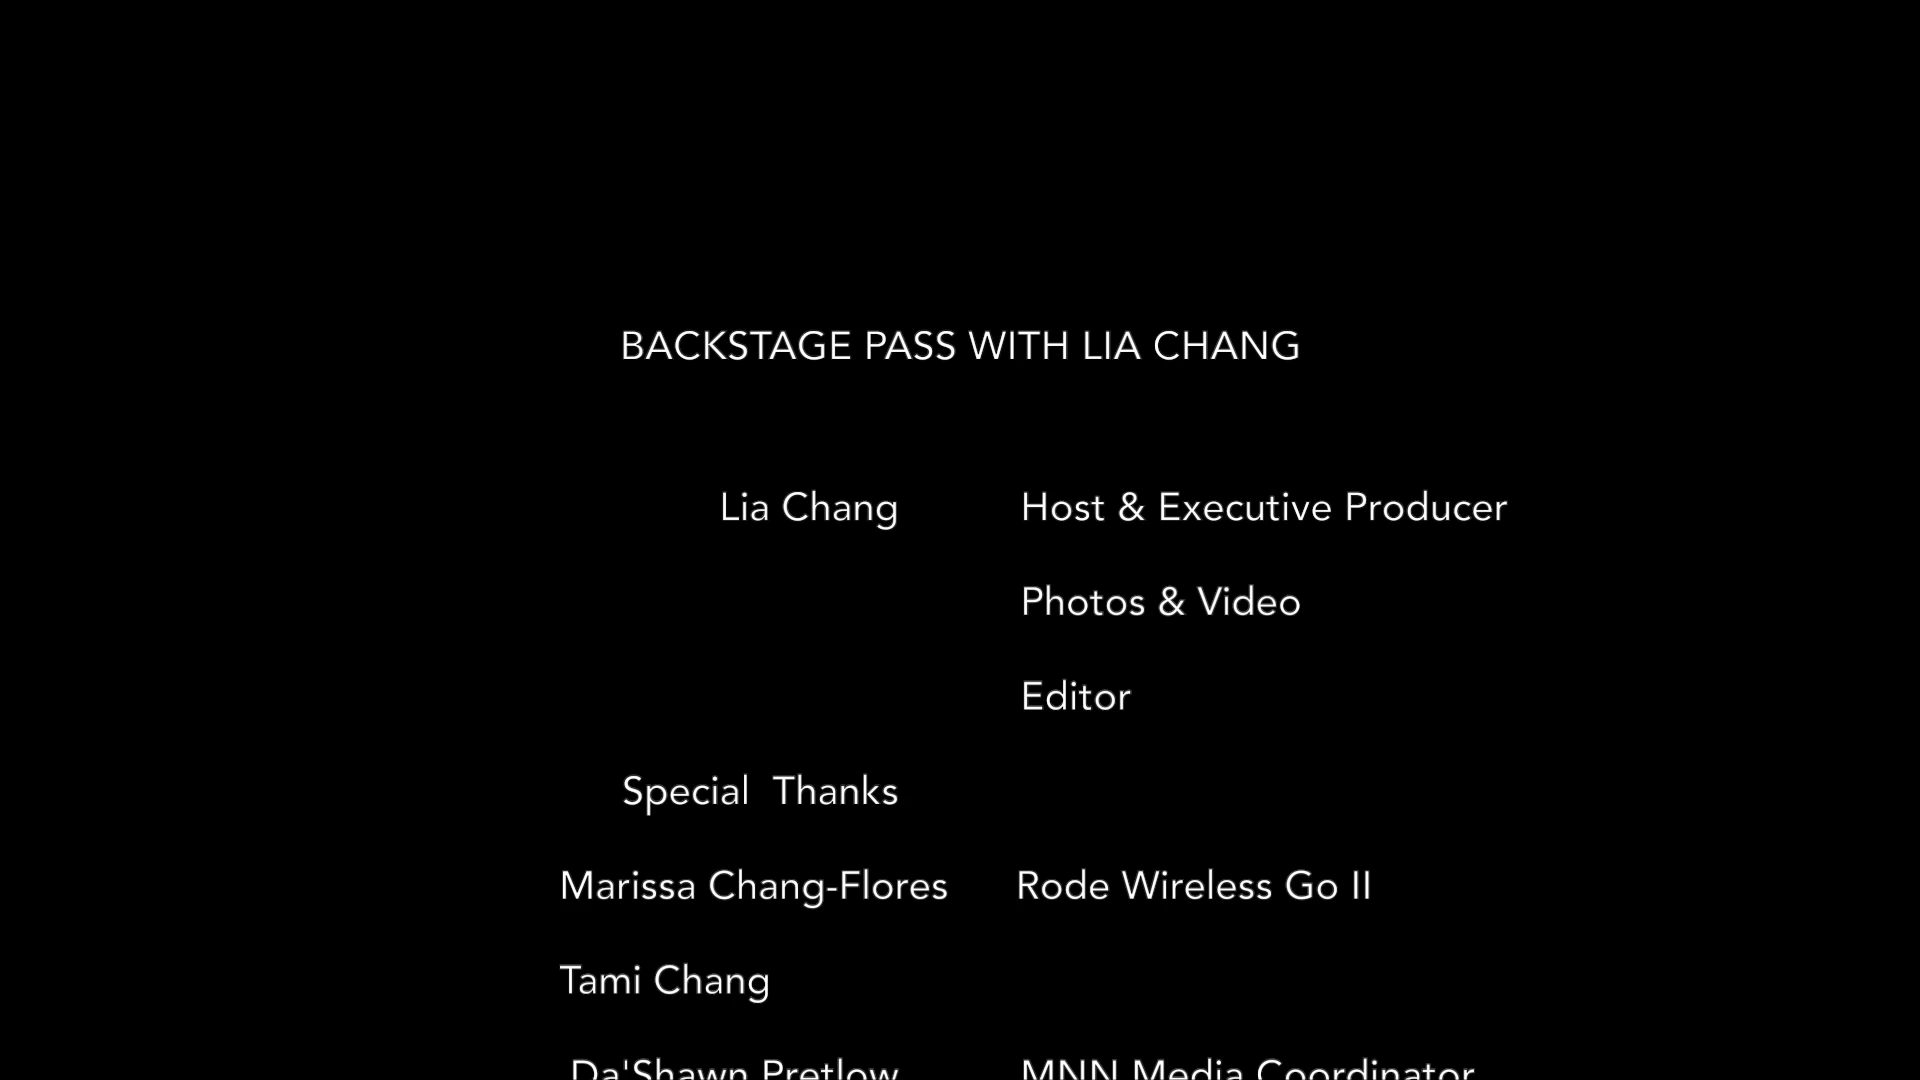 BACKSTAGE PASS WITH LIA CHANG
Lia Chang Host & Executive Producer
Photos & Video
Editor
Special  Thanks
Marissa Chang-Flores Rode Wireless Go II
Tami Chang
Da'Shawn Pretlow MNN Media Coordinator